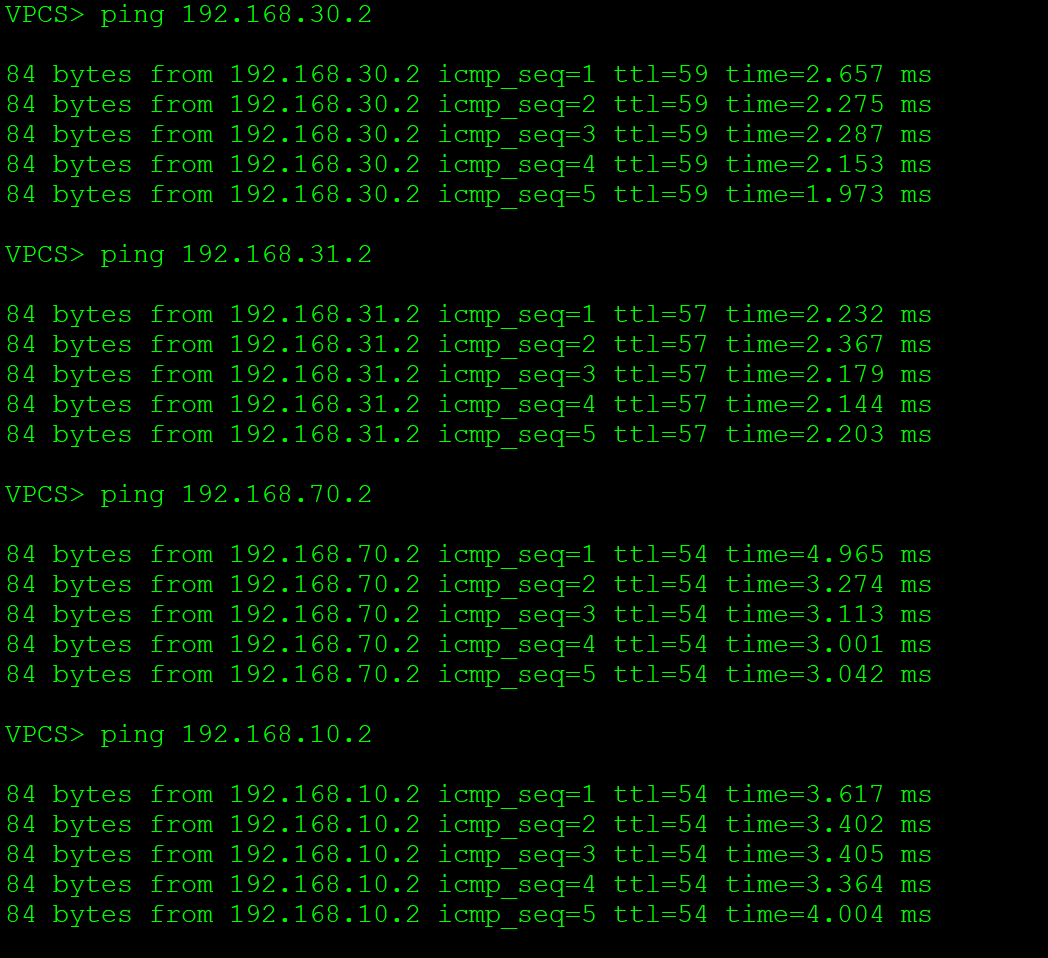 VPCS> ping 192.168.30.2
84 bytes from 192.168.30.2 icmp_seq=1 ttl=59 time=2.657 ms
84 bytes from 192.168.30.2 icmp_seq=2 ttl=59 time=2.275 ms
84 bytes from 192.168.30.2 icmp_seq=3 ttl=59 time=2.287 ms
84 bytes from 192.168.30.2 icmp_seq=4 ttl=59 time=2.153 ms
84 bytes from 192.168.30.2 icmp_seq=5 ttl=59 time=1.973 ms
VPCS> ping 192.168.31.2
84 bytes from 192.168.31.2 icmp_seq=1 ttl=57 time=2.232 ms
84 bytes from 192.168.31.2 icmp_seq=2 ttl=57 time=2.367 ms
84 bytes from 192.168.31.2 icmp_seq=3 ttl=57 time=2.179 ms
84 bytes from 192.168.31.2 icmp_seq=4 ttl=57 time=2.144 ms
84 bytes from 192.168.31.2 icmp_seq=5 ttl=57 time=2.203 ms
VPCS> ping 192.168.70.2
84 bytes from 192.168.70.2 icmp_seq=1 ttl=54 time=4.965 ms
84 bytes from 192.168.70.2 icmp_seq=2 ttl=54 time=3.274 ms
84 bytes from 192.168.70.2 icmp_seq=3 ttl=54 time=3.113 ms
84 bytes from 192.168.70.2 icmp_seq=4 ttl=54 time=3.001 ms
84 bytes from 192.168.70.2 icmp_seq=5 ttl=54 time=3.042 ms
VPCS> ping 192.168.10.2
84 bytes from 192.168.10.2 icmp_seq=1 ttl=54 time=3.617 ms
84 bytes from 192.168.10.2 icmp_seq=2 ttl=54 time=3.402 ms
84 bytes from 192.168.10.2 icmp_seq=3 ttl=54 time=3.405 ms
84 bytes from 192.168.10.2 icmp_seq=4 ttl=54 time=3.364 ms
84 bytes from 192.168.10.2 icmp_seq=5 ttl=54 time=4.004 ms